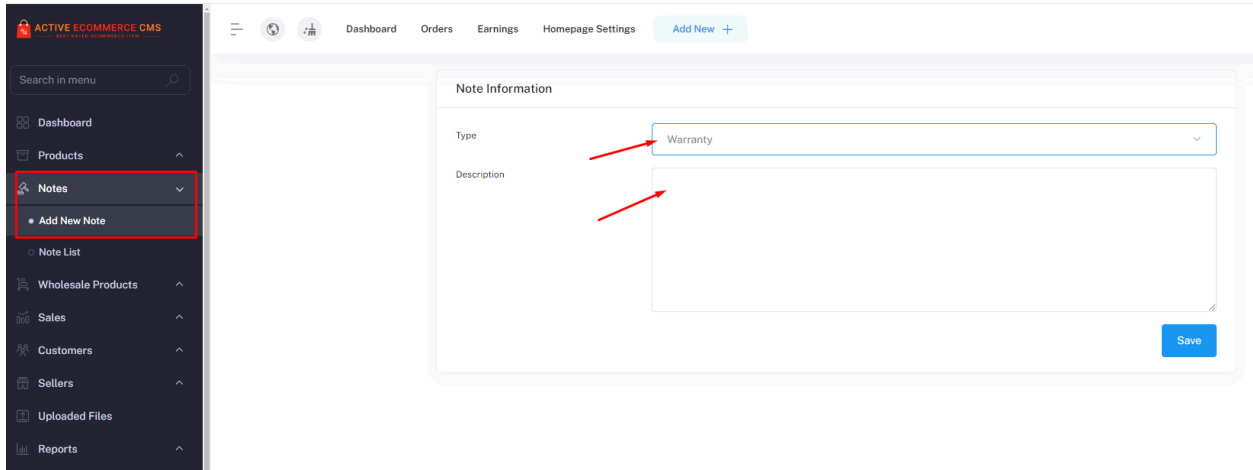 ACTIVE ECOMMERCE CMS
BEST RATED ECOMMERCE ITEM
Dashboard
Orders
Earnings
Homepage Settings
Add New +
Search in menu
Dashboard
Products
Notes
Add New Note
Note List
Wholesale Products
Sales
Customers
Sellers
Uploaded Files
Reports
Note Information
Type
Warranty
Description
Save